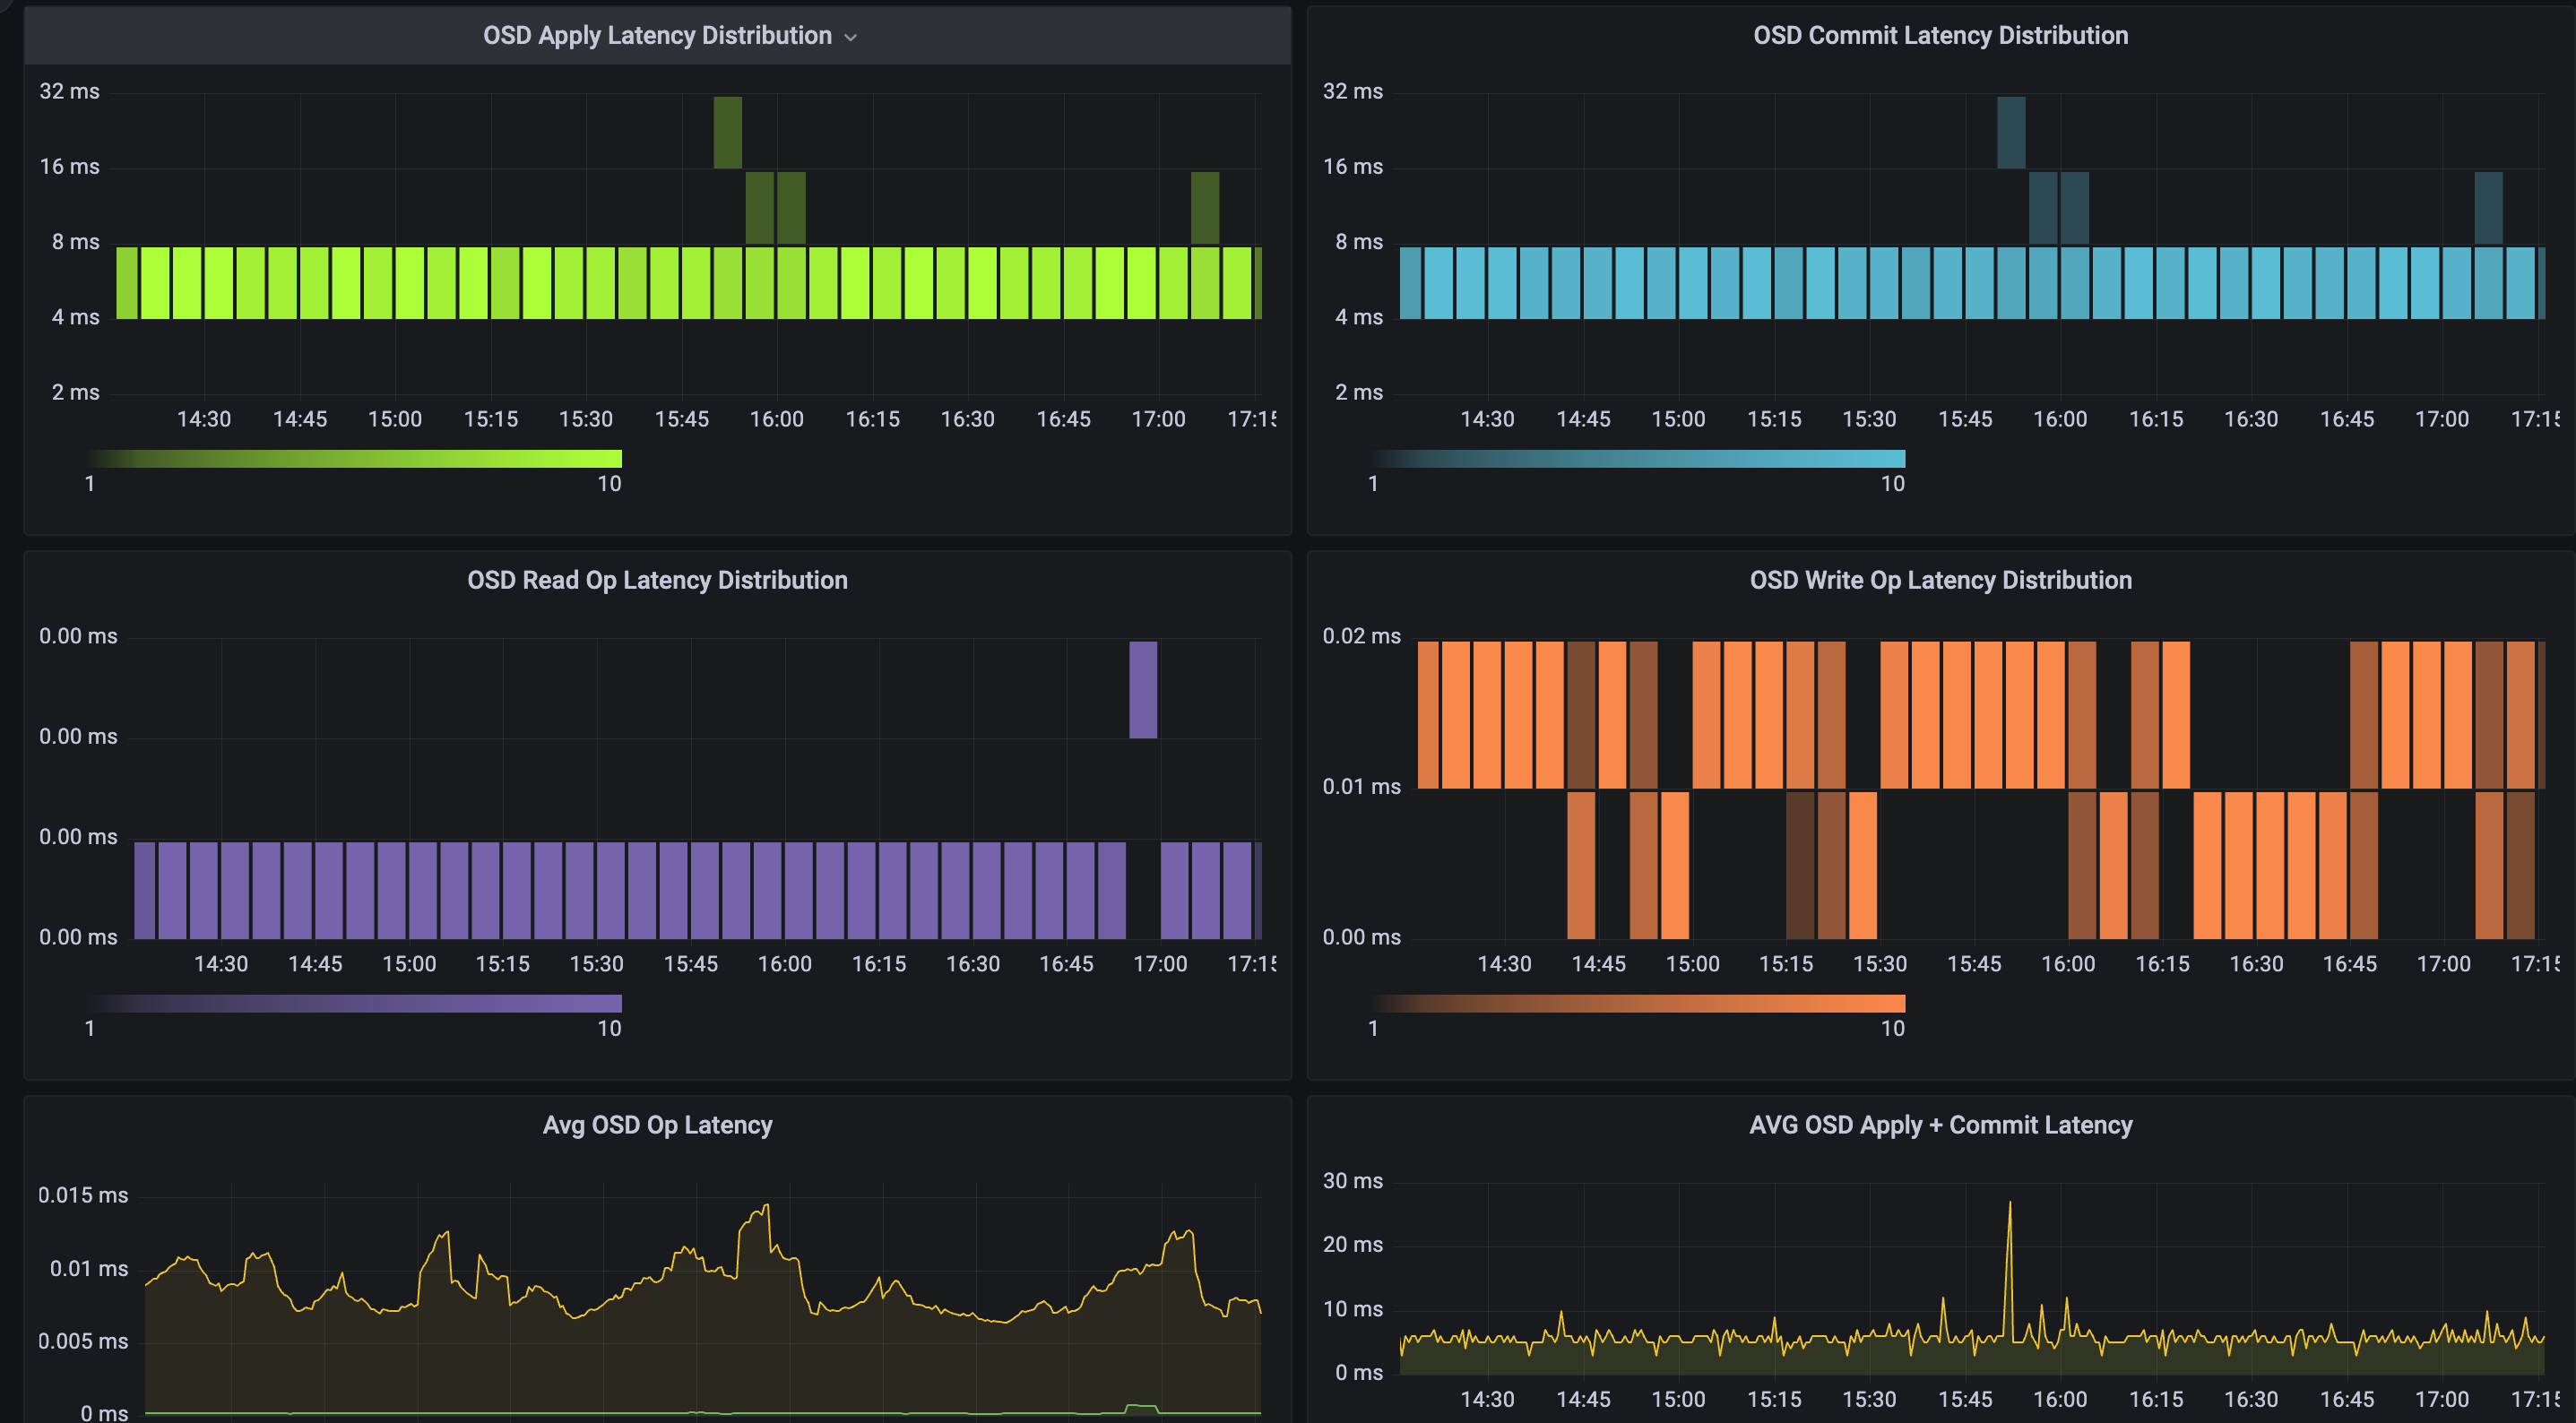 OSD Apply Latency Distribution
32 ms
16 ms
8 ms
4 ms
2 ms
14:30 14:45 15:00 15:15 15:30 15:45 16:00 16:15 16:30 16:45 17:00 17:15
1 10
OSD Commit Latency Distribution
32 ms
16 ms
8 ms
4 ms
2 ms
14:30 14:45 15:00 15:15 15:30 15:45 16:00 16:15 16:30 16:45 17:00 17:15
1 10
OSD Read Op Latency Distribution
0.00 ms
0.00 ms
0.00 ms
0.00 ms
14:30 14:45 15:00 15:15 15:30 15:45 16:00 16:15 16:30 16:45 17:00 17:15
1 10
OSD Write Op Latency Distribution
0.02 ms
0.01 ms
0.00 ms
14:30 14:45 15:00 15:15 15:30 15:45 16:00 16:15 16:30 16:45 17:00 17:15
1 10
Avg OSD Op Latency
0.015 ms
0.01 ms
0.005 ms
0 ms
AVG OSD Apply + Commit Latency
30 ms
20 ms
10 ms
0 ms
14:30 14:45 15:00 15:15 15:30 15:45 16:00 16:15 16:30 16:45 17:00 17:15